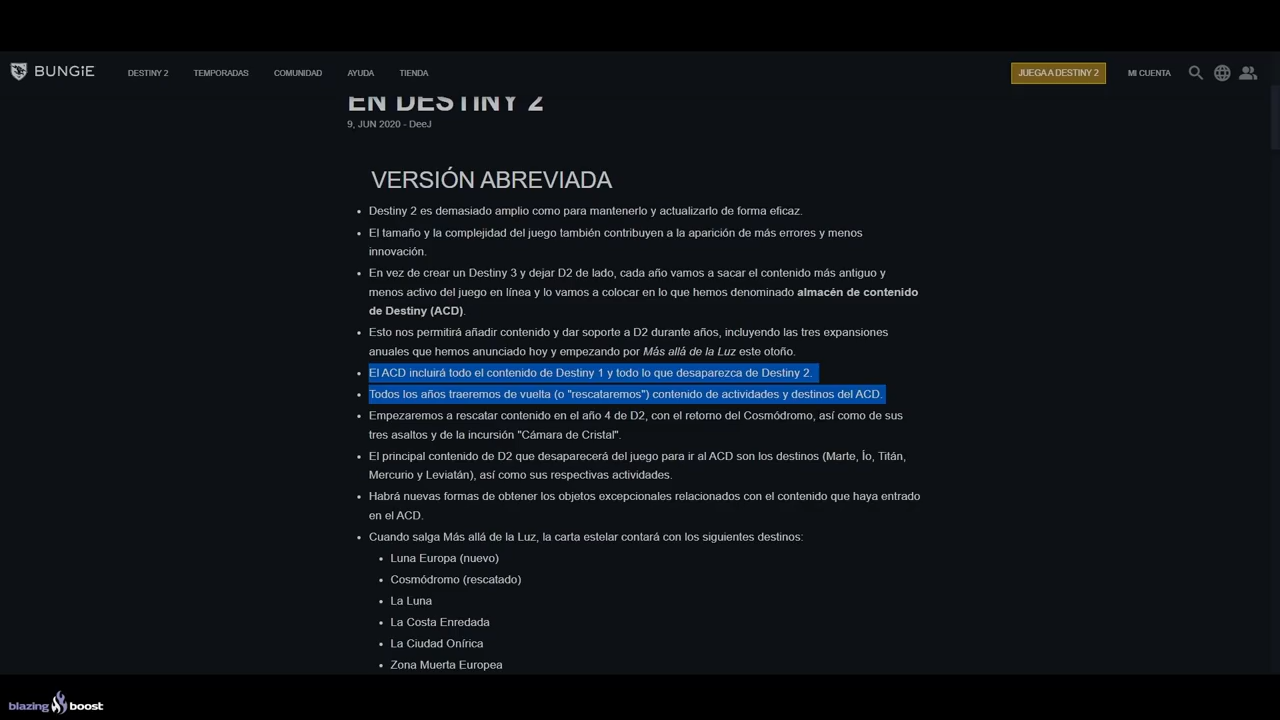 BUNGiE DESTINY 2 TEMPORADAS COMUNIDAD AYUDA TIENDA JUEGA A DESTINY 2 MI CUENTA
EN DESTINY 2
9, JUN 2020 - DeeJ
VERSIÓN ABREVIADA
• Destiny 2 es demasiado amplio como para mantenerlo y actualizarlo de forma eficaz.
• El tamaño y la complejidad del juego también contribuyen a la aparición de más errores y menos
innovación.
• En vez de crear un Destiny 3 y dejar D2 de lado, cada año vamos a sacar el contenido más antiguo y
menos activo del juego en línea y lo vamos a colocar en lo que hemos denominado almacén de contenido
de Destiny (ACD).
• Esto nos permitirá añadir contenido y dar soporte a D2 durante años, incluyendo las tres expansiones
anuales que hemos anunciado hoy y empezando por Más allá de la Luz este otoño.
• El ACD incluirá todo el contenido de Destiny 1 y todo lo que desaparezca de Destiny 2.
• Todos los años traeremos de vuelta (o "rescataremos") contenido de actividades y destinos del ACD.
• Empezaremos a rescatar contenido en el año 4 de D2, con el retorno del Cosmódromo, así como de sus
tres asaltos y de la incursión "Cámara de Cristal".
• El principal contenido de D2 que desaparecerá del juego para ir al ACD son los destinos (Marte, Ío, Titán,
Mercurio y Leviatán), así como sus respectivas actividades.
• Habrá nuevas formas de obtener los objetos excepcionales relacionados con el contenido que haya entrado
en el ACD.
• Cuando salga Más allá de la Luz, la carta estelar contará con los siguientes destinos:
• Luna Europa (nuevo)
• Cosmódromo (rescatado)
• La Luna
• La Costa Enredada
• La Ciudad Onírica
• Zona Muerta Europea
blazing boost